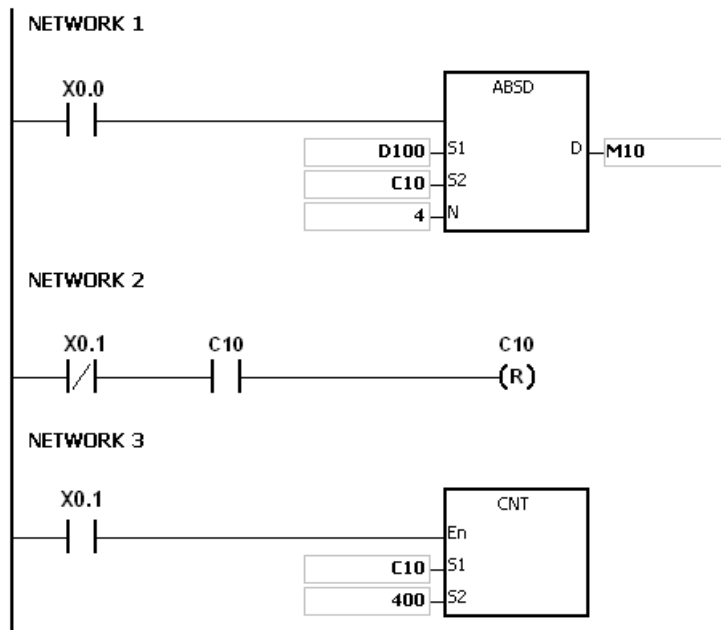 NETWORK 1
X0.0
ABSD
D100 S1 D M10
C10 S2
4 N
NETWORK 2
X0.1 C10 C10
(R)
NETWORK 3
X0.1
CNT
En
C10 S1
400 S2